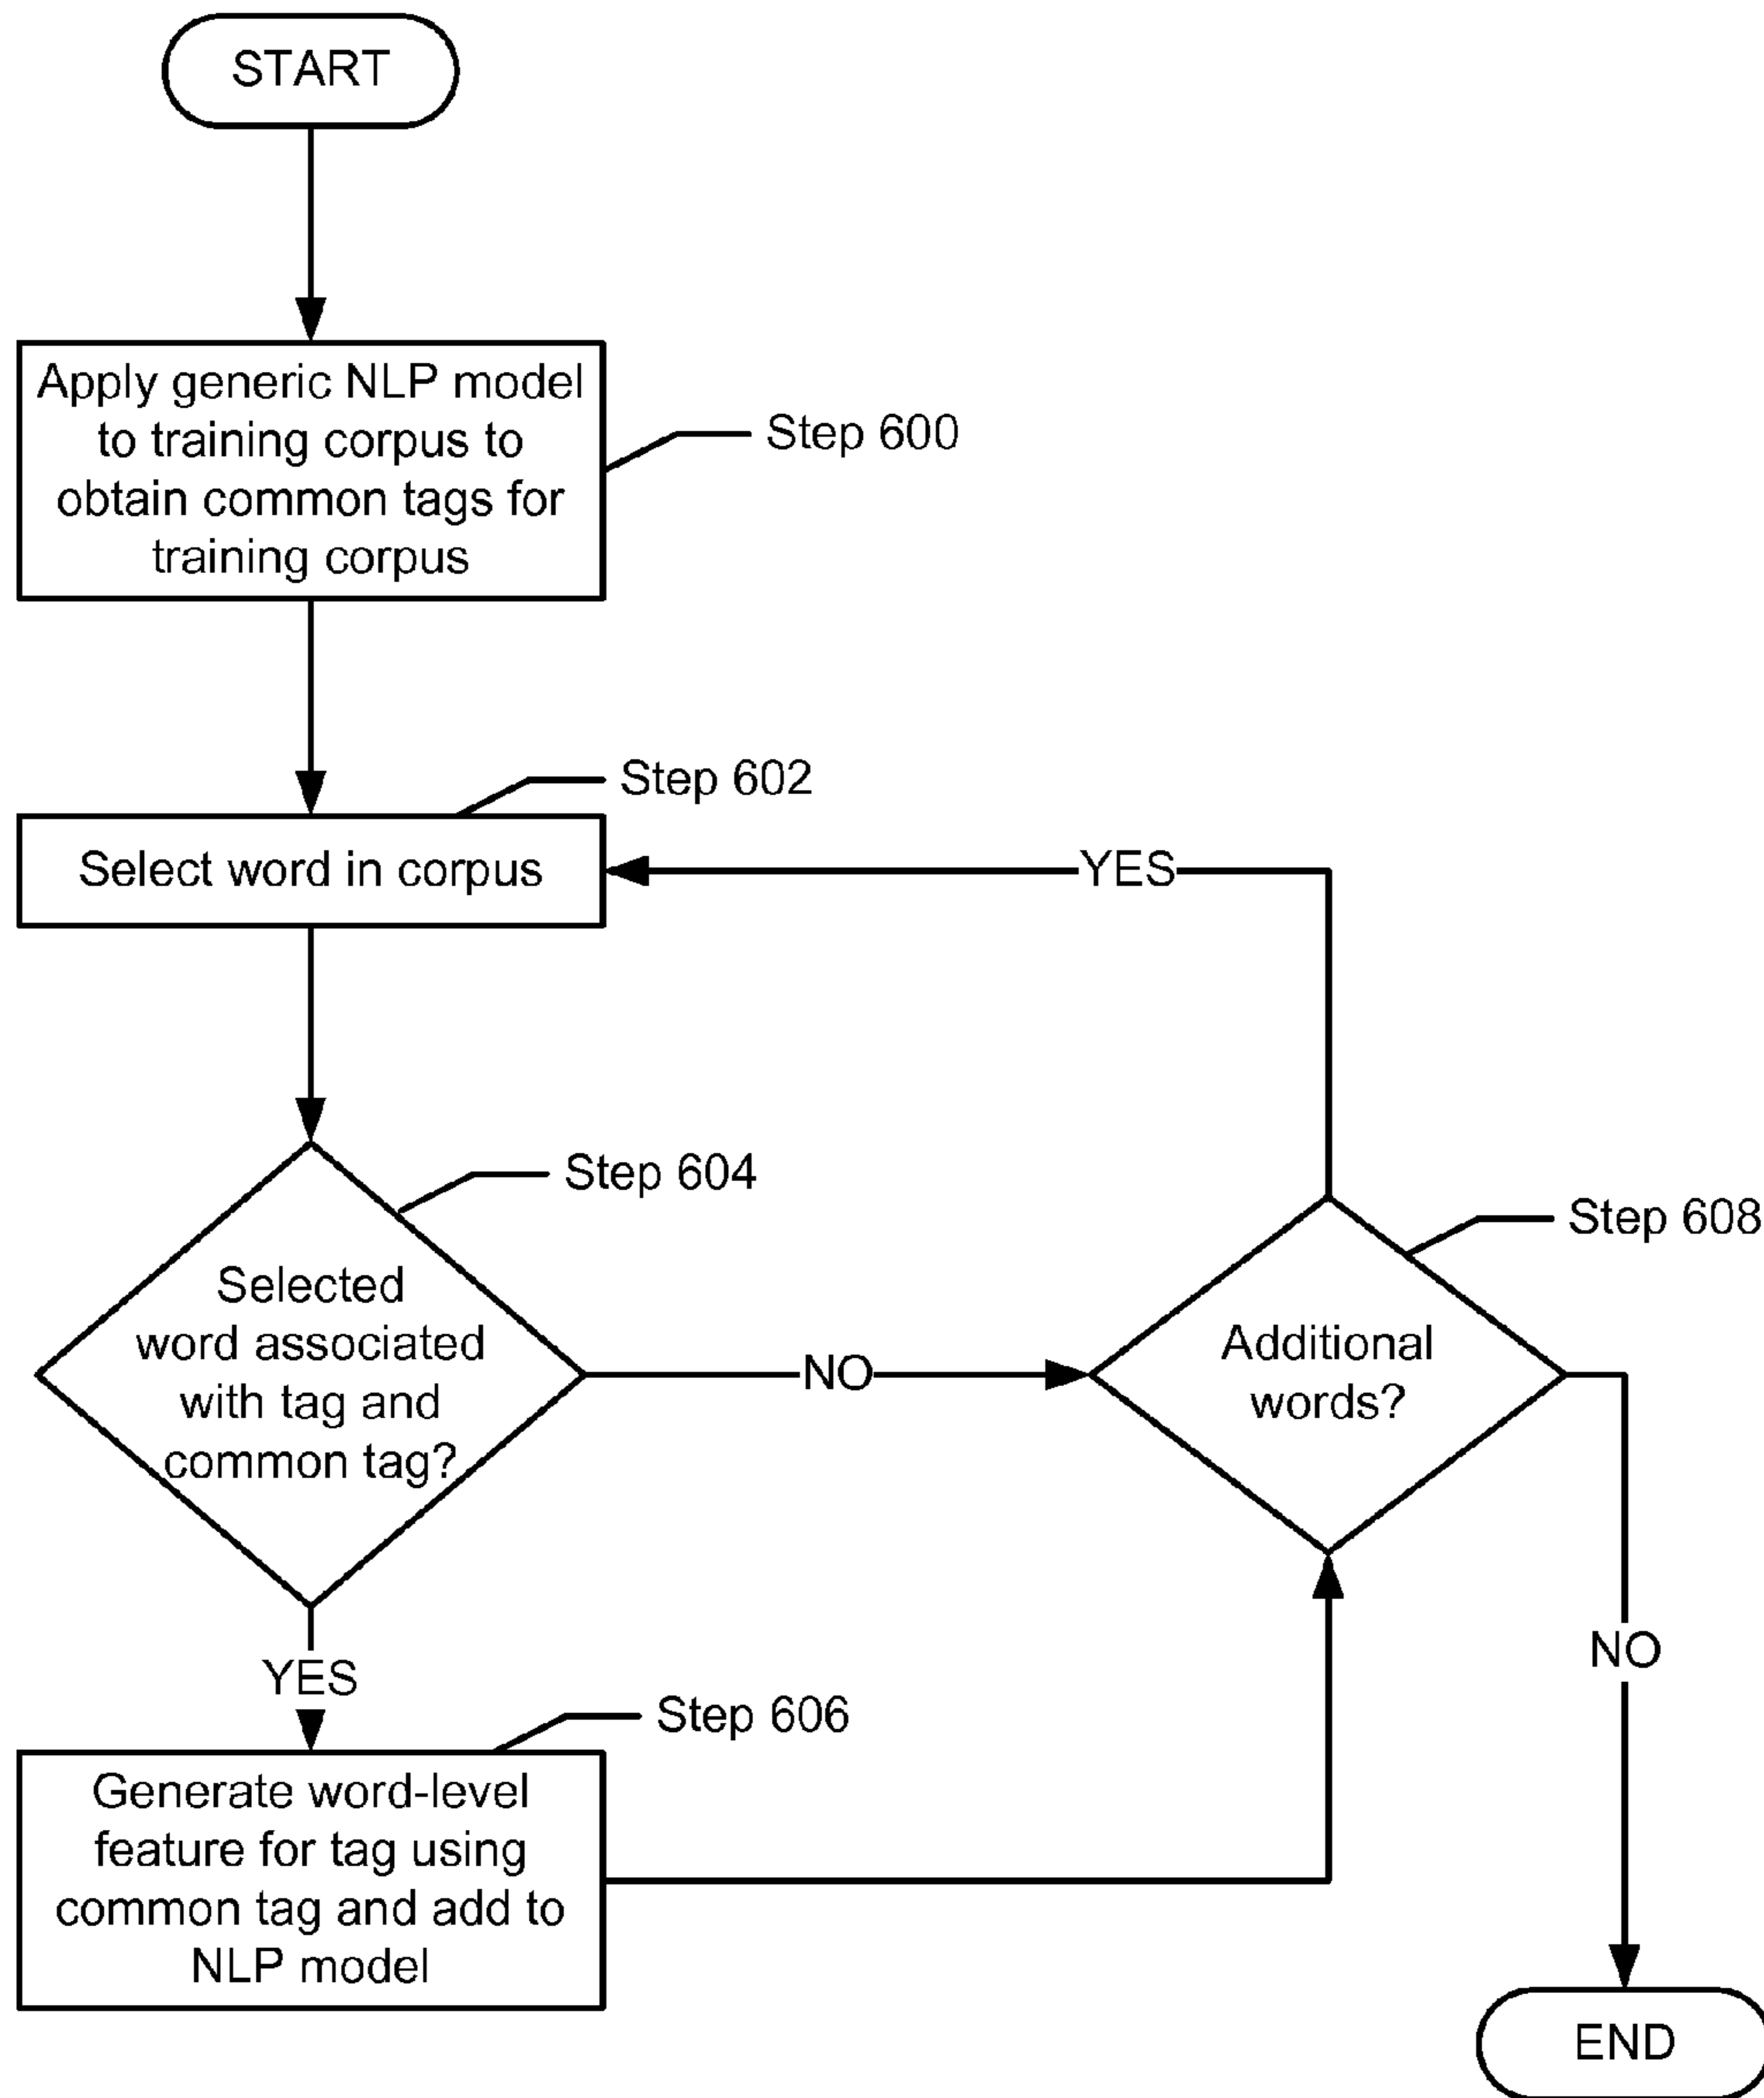 START
Apply generic NLP model
to training corpus to
obtain common tags for
training corpus
Step 600
Step 602
Select word in corpus
YES
Step 604
Selected
word associated
with tag and
common tag?
NO
Step 608
Additional
words?
YES
NO
Step 606
Generate word-level
feature for tag using
common tag and add to
NLP model
END